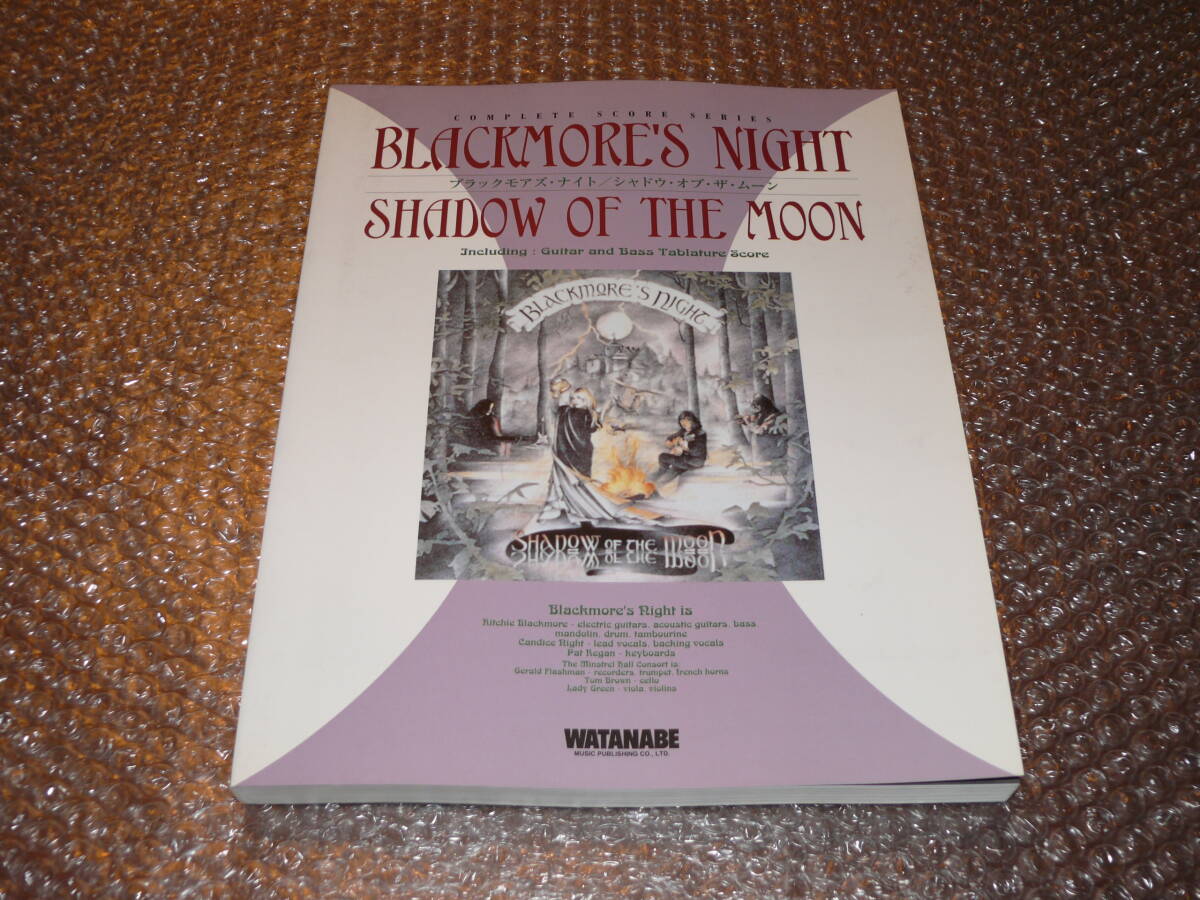 COMPLETE SCORE SERIES
BLACKMORE'S NIGHT
ブラックモアズ・ナイト／シャドウ・オブ・ザ・ムーン
SHADOW OF THE MOON
Including : Guitar and Bass Tablature Score
BLACKMORE'S NIGHT
SHADOW OF THE MOON
Blackmore's Night is
Ritchie Blackmore - electric guitars, acoustic guitars, bass,
mandolin, drum, tambourine
Candice Night - lead vocals, backing vocals
Pat Regan - keyboards
The Minstrel Hall Consort is:
Gerald Flashman - recorders, trumpet, french horns
Tom Brown - cello
Lady Green - viola, violins
WATANABE
MUSIC PUBLISHING CO., LTD.